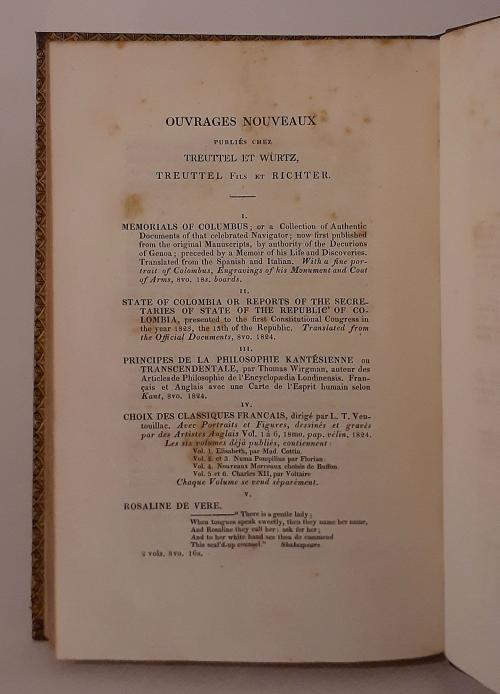 OUVRAGES NOUVEAUX
PUBLIÉS CHEZ
TREUTTEL ET WÜRTZ,
TREUTTEL FILS ET RICHTER.
I.
MEMORIALS OF COLUMBUS; or a Collection of Authentic
Documents of that celebrated Navigator; now first published
from the original Manuscripts, by authority of the Decurions
of Genoa; preceded by a Memoir of his Life and Discoveries.
Translated from the Spanish and Italian. With a fine por-
trait of Colombus, Engravings of his Monument and Coat
of Arms, 8vo. 18s. boards.
II.
STATE OF COLOMBIA OR REPORTS OF THE SECRE-
TARIES OF STATE OF THE REPUBLIC OF CO-
LOMBIA, presented to the first Constitutional Congress in
the year 1823, the 13th of the Republic. Translated from
the Official Documents, 8vo. 1824.
III.
PRINCIPES DE LA PHILOSOPHIE KANTÉSIENNE ou
TRANSCENDENTALE, par Thomas Wirgman, auteur des
Articles de Philosophie de l'Encyclopædia Londinensis. Fran-
çais et Anglais avec une Carte de l'Esprit humain selon
Kant, 8vo. 1824.
IV.
CHOIX DES CLASSIQUES FRANCAIS, dirigé par L. T. Ven-
touillac. Avec Portraits et Figures, dessinés et gravés
par des Artistes Anglais Vol. 1 à 6, 18mo. pap. vélin, 1824.
Les six volumes déjà publiés, contiennent:
Vol. 1. Elisabeth, par Mad. Cottin.
Vol. 2. et 3. Numa Pompilius par Florian.
Vol. 4. Nouveaux Morceaux choisis de Buffon.
Vol. 5 et 6. Charles XII, par Voltaire
Chaque Volume se vend séparément.
V.
ROSALINE DE VERE.
"There is a gentle lady;
When tongues speak sweetly, then they name her name,
And Rosaline they call her: ask for her;
And to her white hand see thou do commend
This seal'd-up counsel." Shakspeare
2 vols. 8vo. 16s.